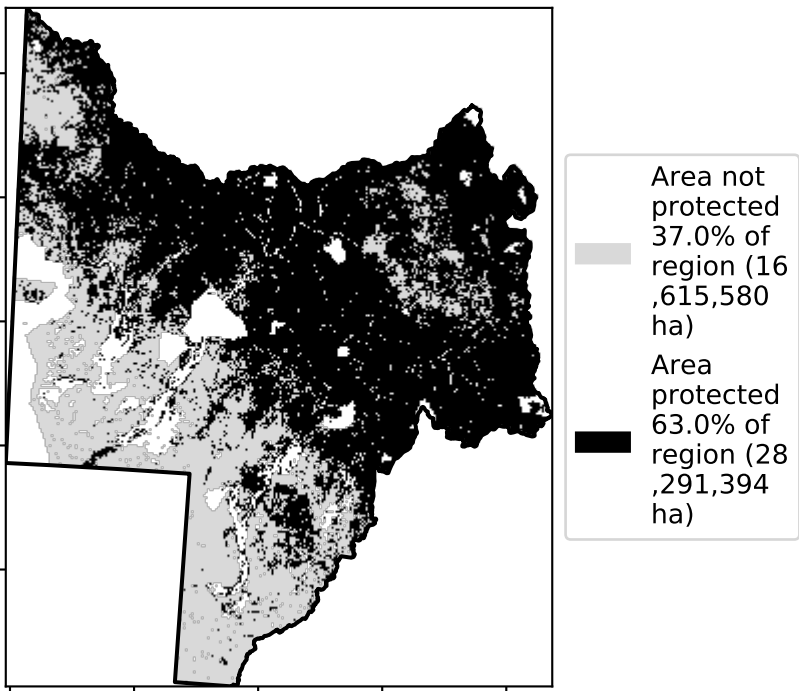 Area not
protected
37.0% of
region (16
,615,580
ha)
Area
protected
63.0% of
region (28
,291,394
ha)